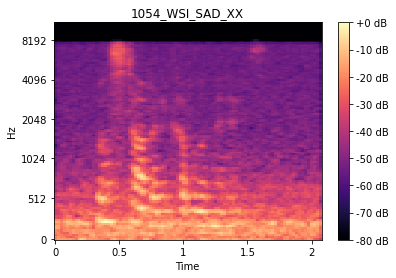 1054_WSI_SAD_XX
+0 dB
8192
-10 dB
4096
-20 dB
-30 dB
2048
Hz
-40 dB
1024
-50 dB
512
-60 dB
-70 dB
0
-80 dB
0 0.5 1 1.5 2
Time